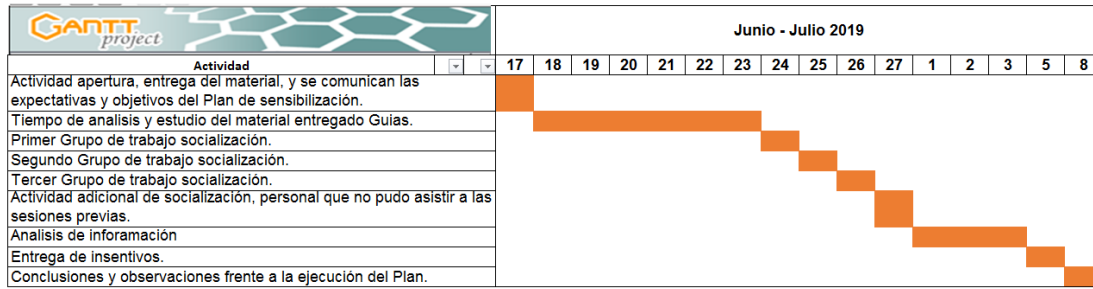 GANTT
project
Junio - Julio 2019
Actividad
17 18 19 20 21 22 23 24 25 26 27 1 2 3 5 8
Actividad apertura, entrega del material, y se comunican las
expectativas y objetivos del Plan de sensibilización.
Tiempo de analisis y estudio del material entregado Guias.
Primer Grupo de trabajo socialización.
Segundo Grupo de trabajo socialización.
Tercer Grupo de trabajo socialización.
Actividad adicional de socialización, personal que no pudo asistir a las
sesiones previas.
Analisis de inforamación
Entrega de insentivos.
Conclusiones y observaciones frente a la ejecución del Plan.